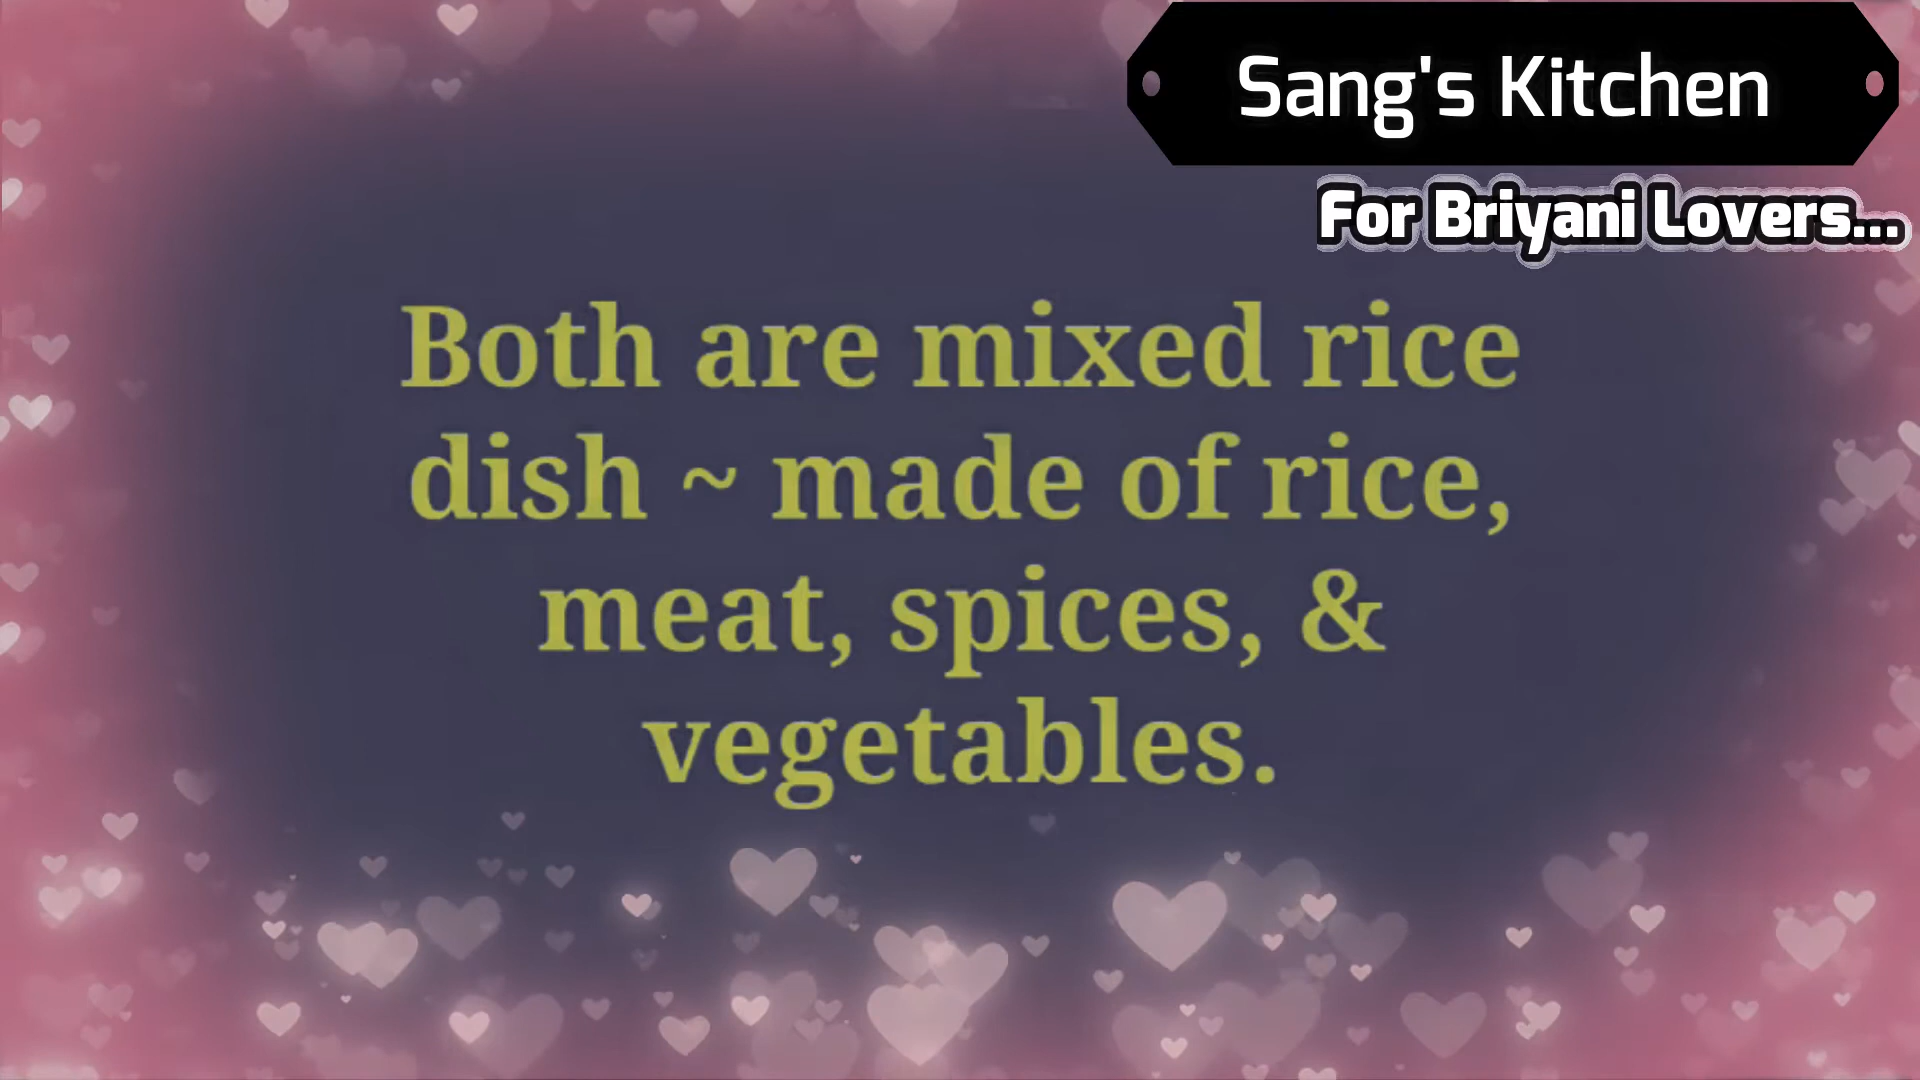 Sang's Kitchen
For Briyani Lovers...
Both are mixed rice
dish ~ made of rice,
meat, spices, &
vegetables.